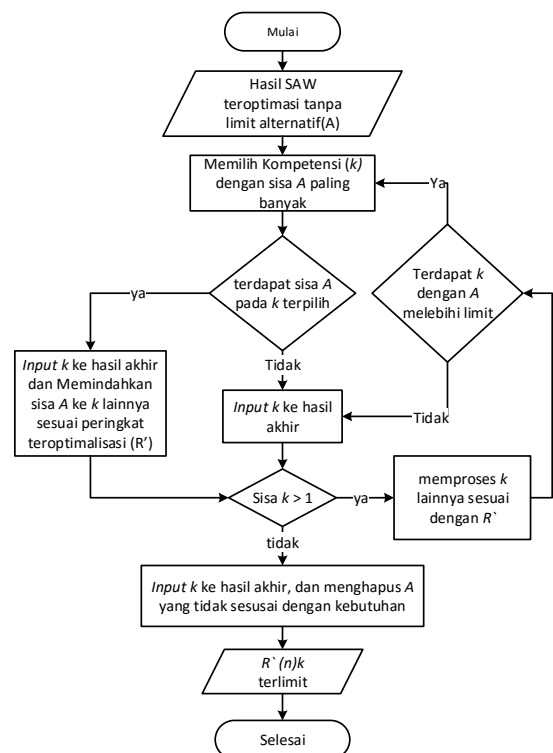 Mulai
Hasil SAW
teroptimasi tanpa
limit alternatif(A)
Memilih Kompetensi (k)
dengan sisa A paling
banyak
Ya
terdapat sisa A
pada k terpilih
Terdapat k
dengan A
melebihi limit
ya
Tidak
Input k ke hasil akhir
dan Memindahkan
sisa A ke k lainnya
sesuai peringkat
teroptimalisasi (R’)
Input k ke hasil
akhir
Tidak
Sisa k > 1
ya
memproses k
lainnya sesuai
dengan R`
tidak
Input k ke hasil akhir, dan menghapus A
yang tidak sesusai dengan kebutuhan
R`(n)k
terlimit
Selesai